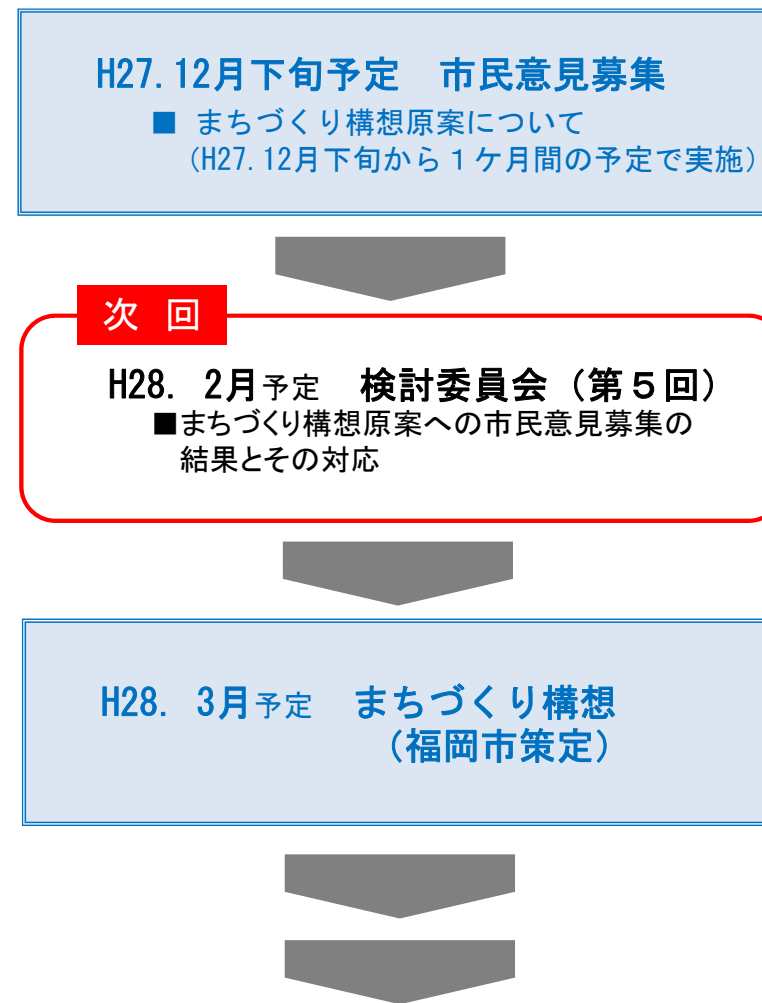 H27.12月下旬予定　市民意見募集
■ まちづくり構想原案について
(H27.12月下旬から１ケ月間の予定で実施)
次 回
H28. 2月予定　検討委員会（第５回）
■まちづくり構想原案への市民意見募集の
結果とその対応
H28. 3月予定　まちづくり構想
（福岡市策定）